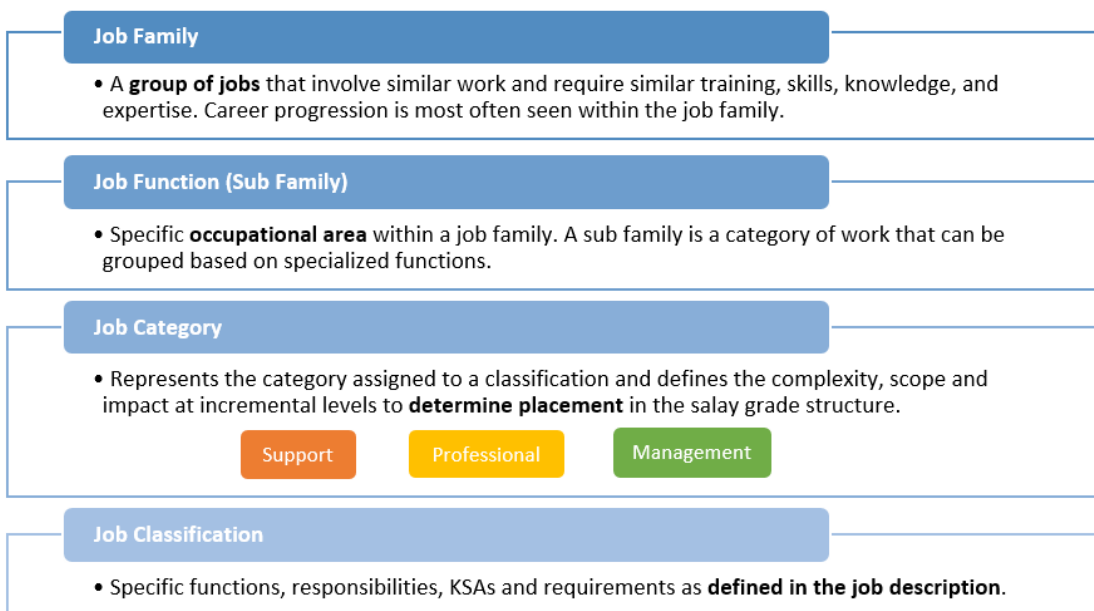 Job Family
• A group of jobs that involve similar work and require similar training, skills, knowledge, and
expertise. Career progression is most often seen within the job family.
Job Function (Sub Family)
• Specific occupational area within a job family. A sub family is a category of work that can be
grouped based on specialized functions.
Job Category
• Represents the category assigned to a classification and defines the complexity, scope and
impact at incremental levels to determine placement in the salay grade structure.
Support
Professional
Management
Job Classification
• Specific functions, responsibilities, KSAs and requirements as defined in the job description.